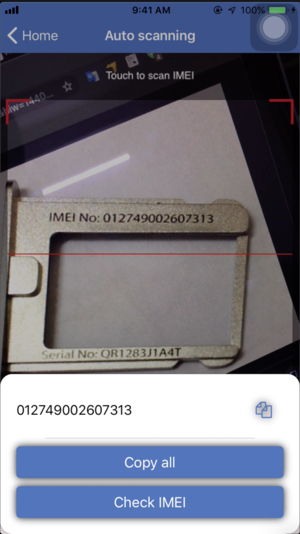 9:41 AM
100%
Home
Auto scanning
Touch to scan IMEI
IMEI No: 012749002607313
Serial No: QR1283J1A4T
012749002607313
Copy all
Check IMEI